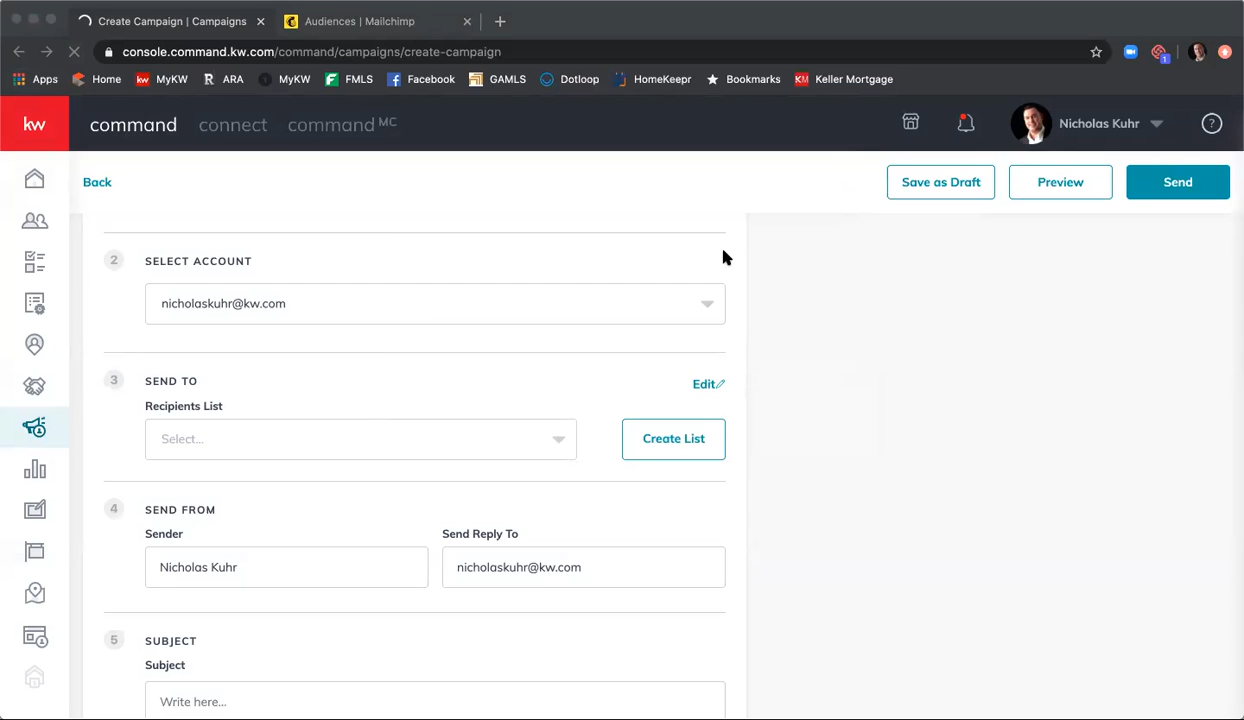 Create Campaign | Campaigns
Audiences | Mailchimp
console.command.kw.com/command/campaigns/create-campaign
Apps
Home
kw MyKW
R ARA
MyKW
FMLS
Facebook
GAMLS
Dotloop
HomeKeepr
Bookmarks
KM Keller Mortgage
1
kw
command
connect
command MC
Nicholas Kuhr
?
Back
Save as Draft
Preview
Send
2 SELECT ACCOUNT
nicholaskuhr@kw.com
3 SEND TO
Edit
Recipients List
Select...
Create List
4 SEND FROM
Sender
Send Reply To
Nicholas Kuhr
nicholaskuhr@kw.com
5 SUBJECT
Subject
Write here...